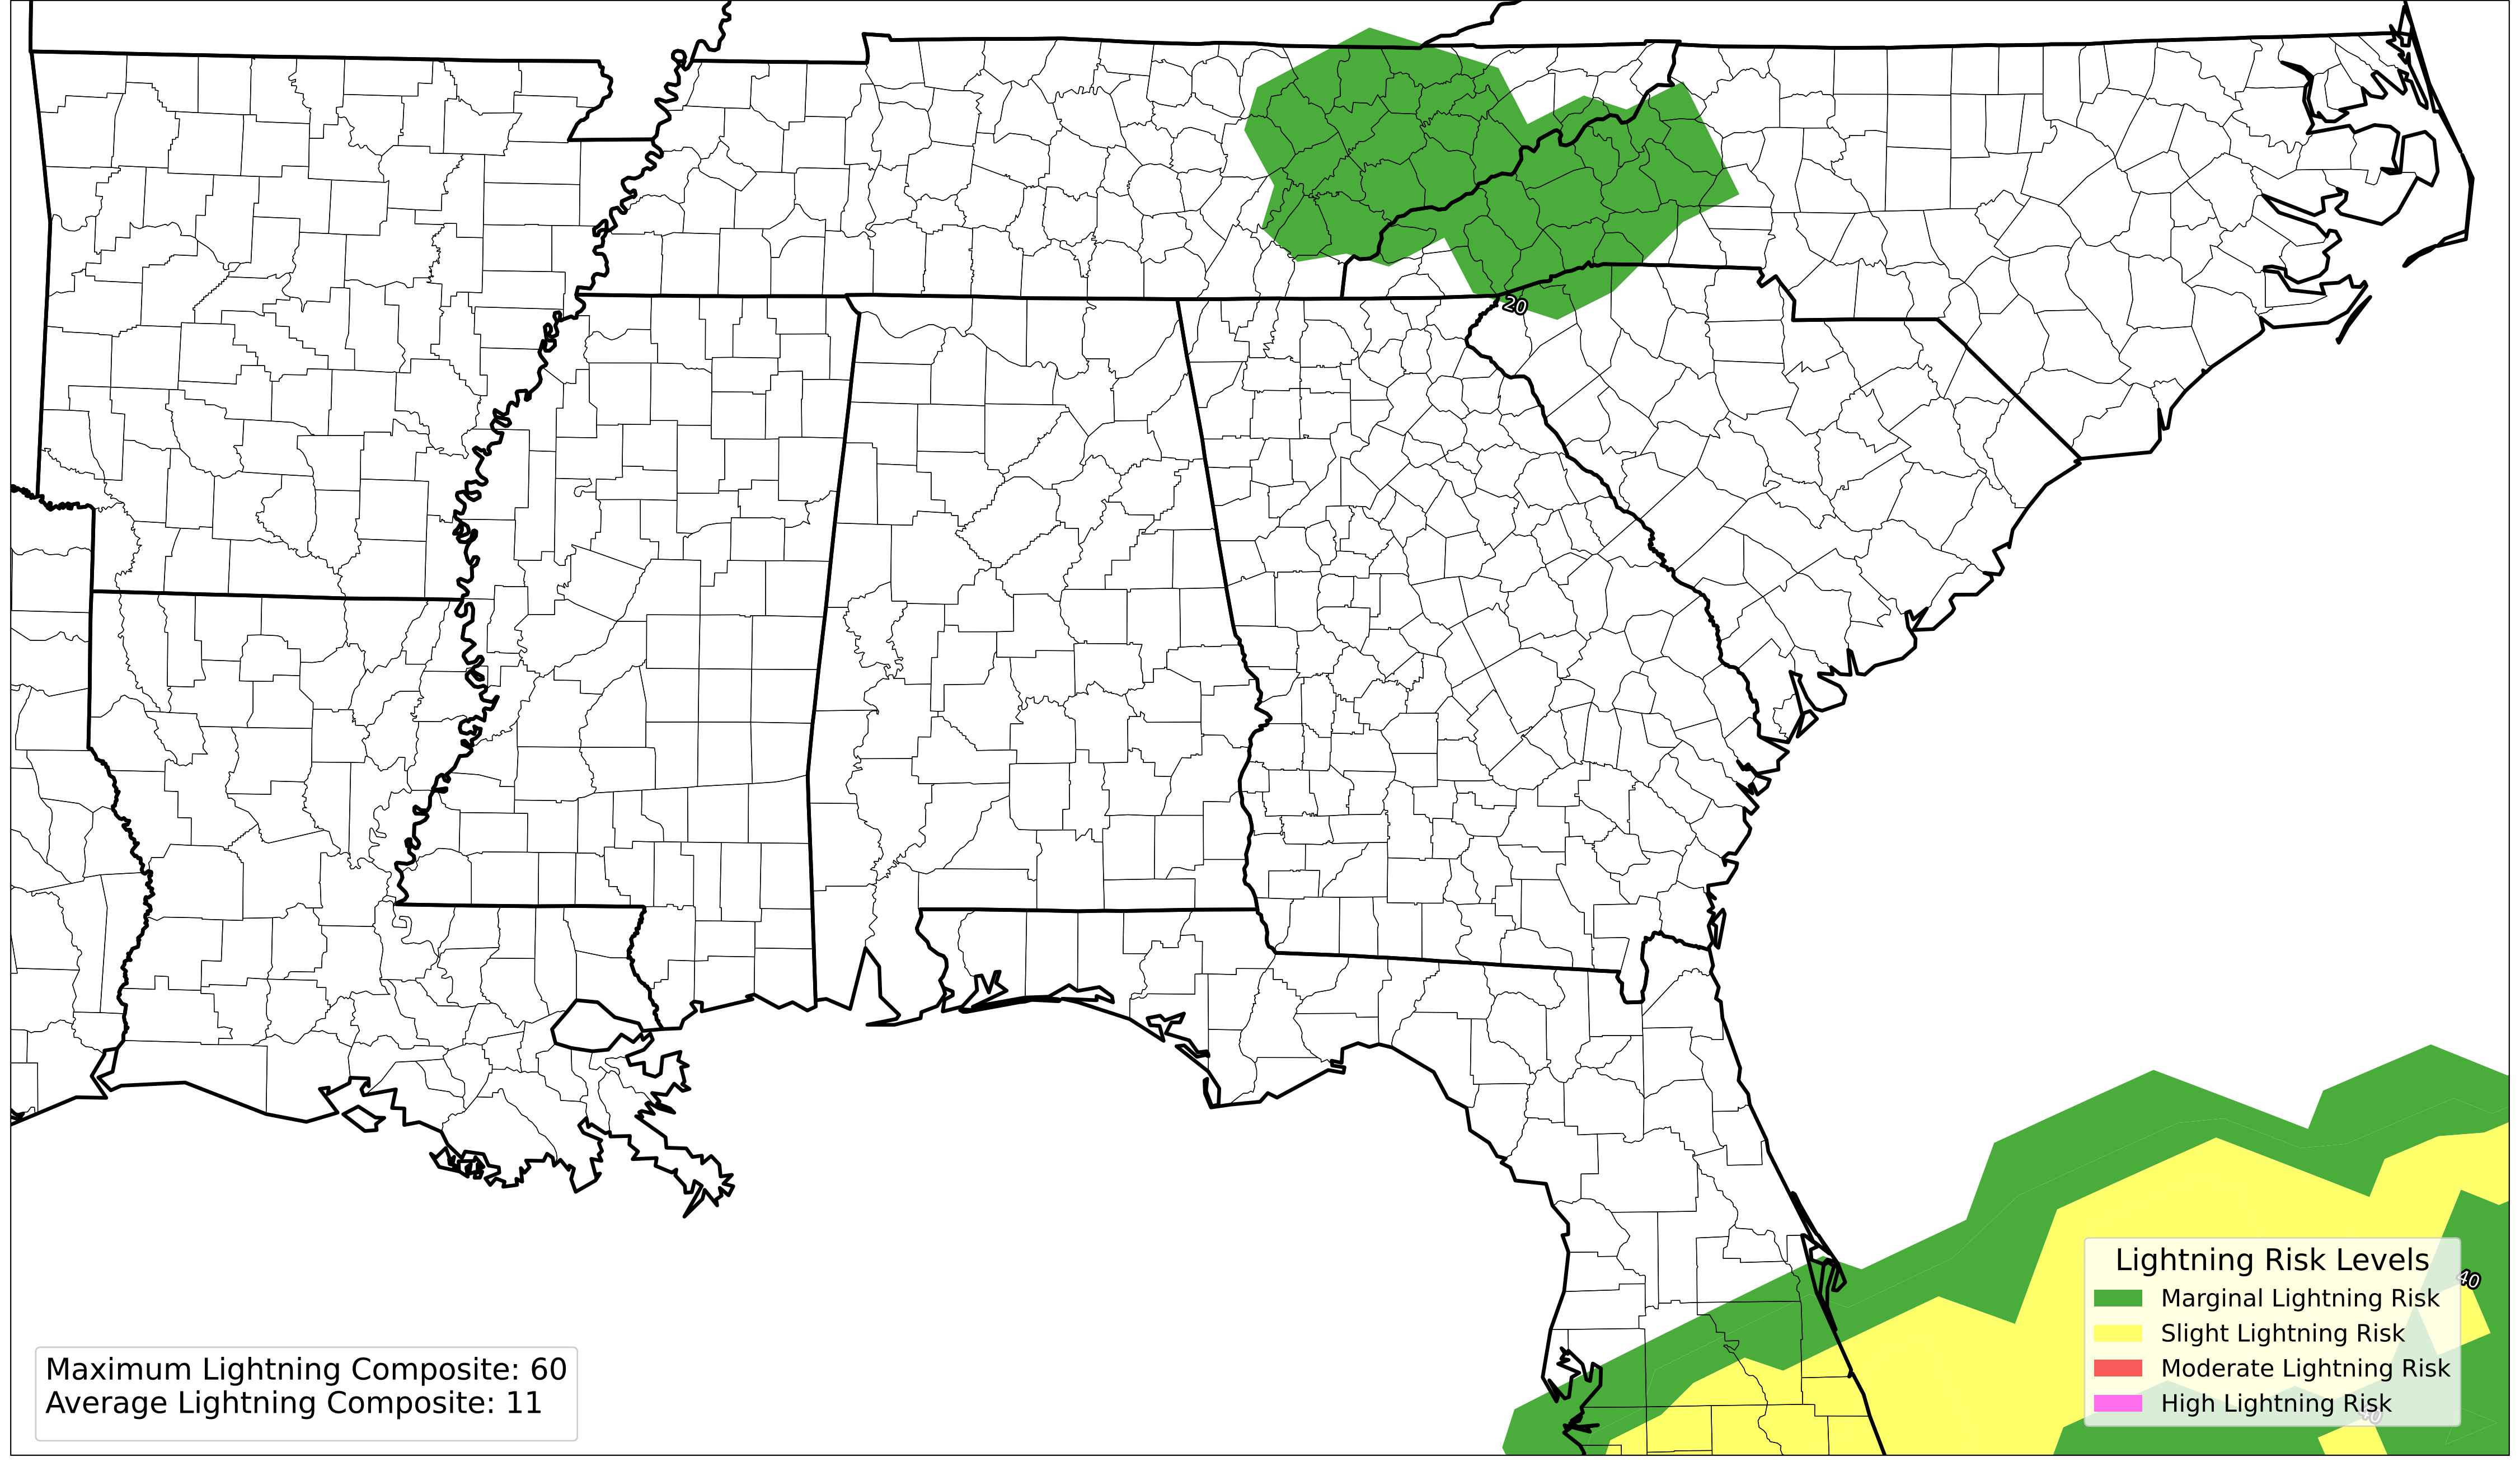 20
Lightning Risk Levels
40
Marginal Lightning Risk
Slight Lightning Risk
Moderate Lightning Risk
High Lightning Risk
40
Maximum Lightning Composite: 60
Average Lightning Composite: 11